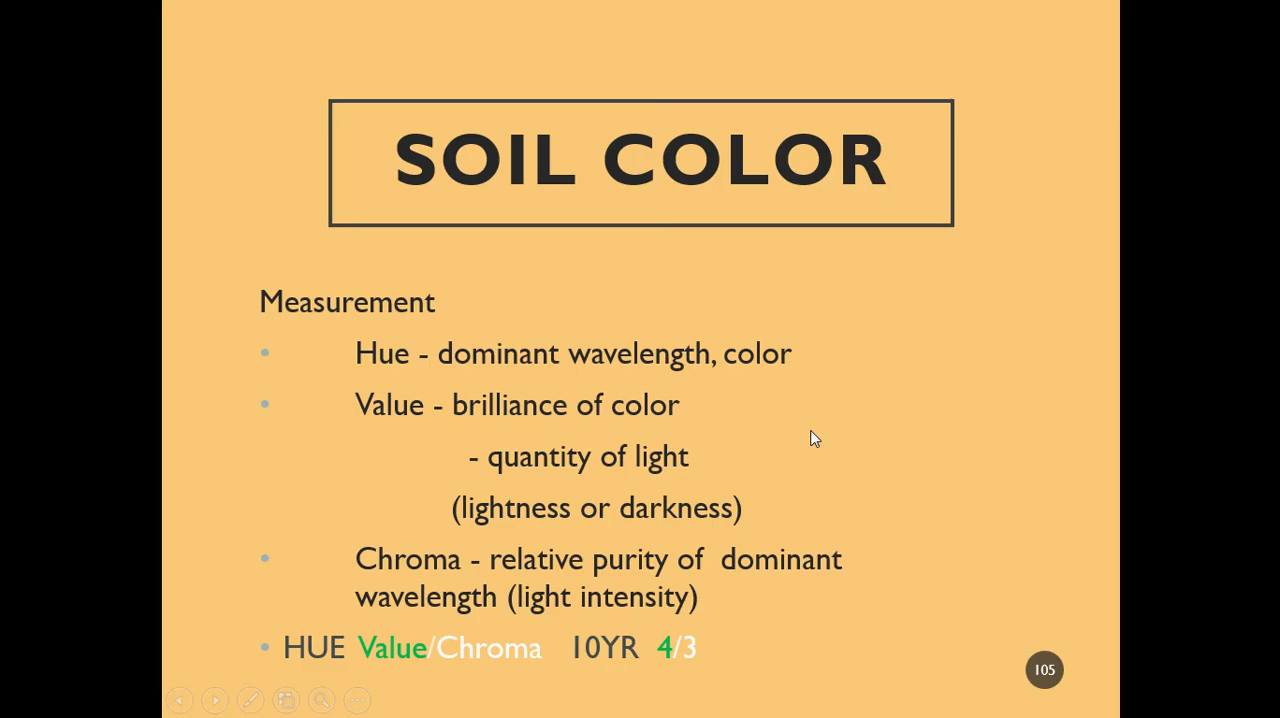 SOIL COLOR
Measurement
• Hue - dominant wavelength, color
• Value - brilliance of color
- quantity of light
(lightness or darkness)
• Chroma - relative purity of dominant
wavelength (light intensity)
• HUE Value/Chroma 10YR 4/3
105